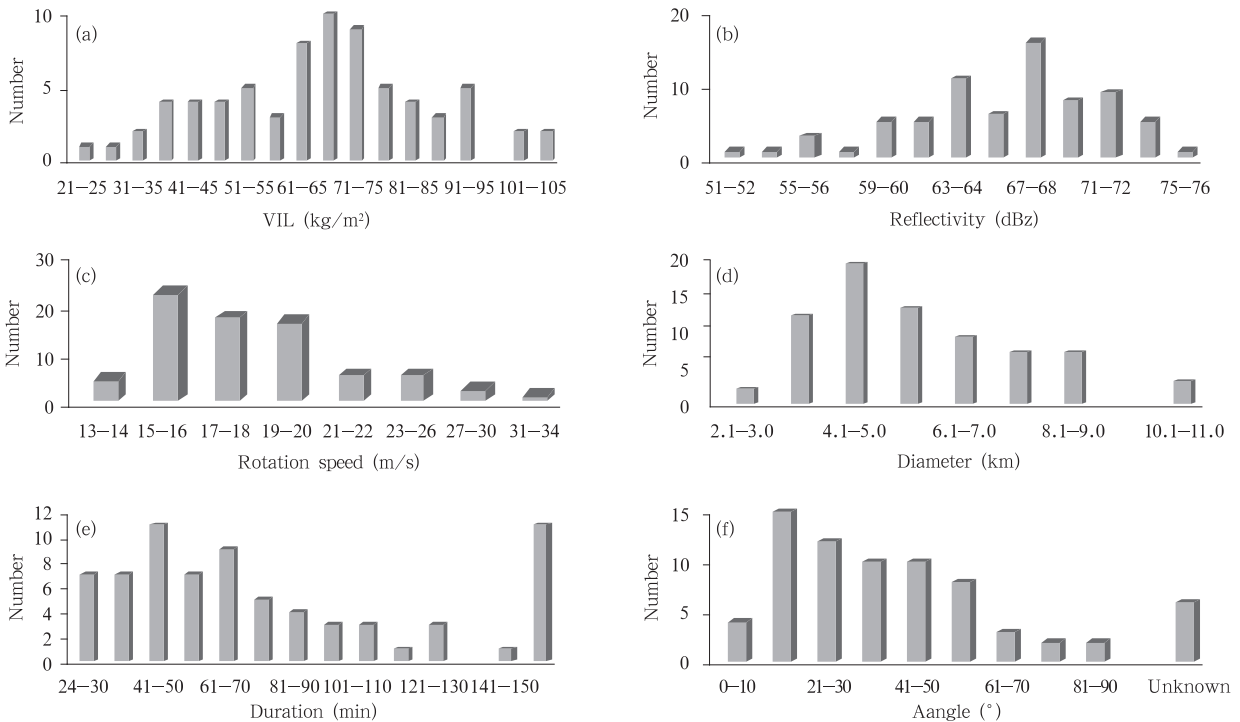 (a)
Number
10
5
0
21–25 31–35 41–45 51–55 61–65 71–75 81–85 91–95 101–105
VIL (kg/m²)
(b)
Number
20
10
0
51–52 55–56 59–60 63–64 67–68 71–72 75–76
Reflectivity (dBz)
(c)
Number
30
20
10
0
13–14 15–16 17–18 19–20 21–22 23–26 27–30 31–34
Rotation speed (m/s)
(d)
Number
20
15
10
5
0
2.1–3.0 4.1–5.0 6.1–7.0 8.1–9.0 10.1–11.0
Diameter (km)
(e)
Number
12
10
8
6
4
2
0
24–30 41–50 61–70 81–90 101–110 121–130 141–150
Duration (min)
(f)
Number
15
10
5
0
0–10 21–30 41–50 61–70 81–90 Unknown
Aangle (°)